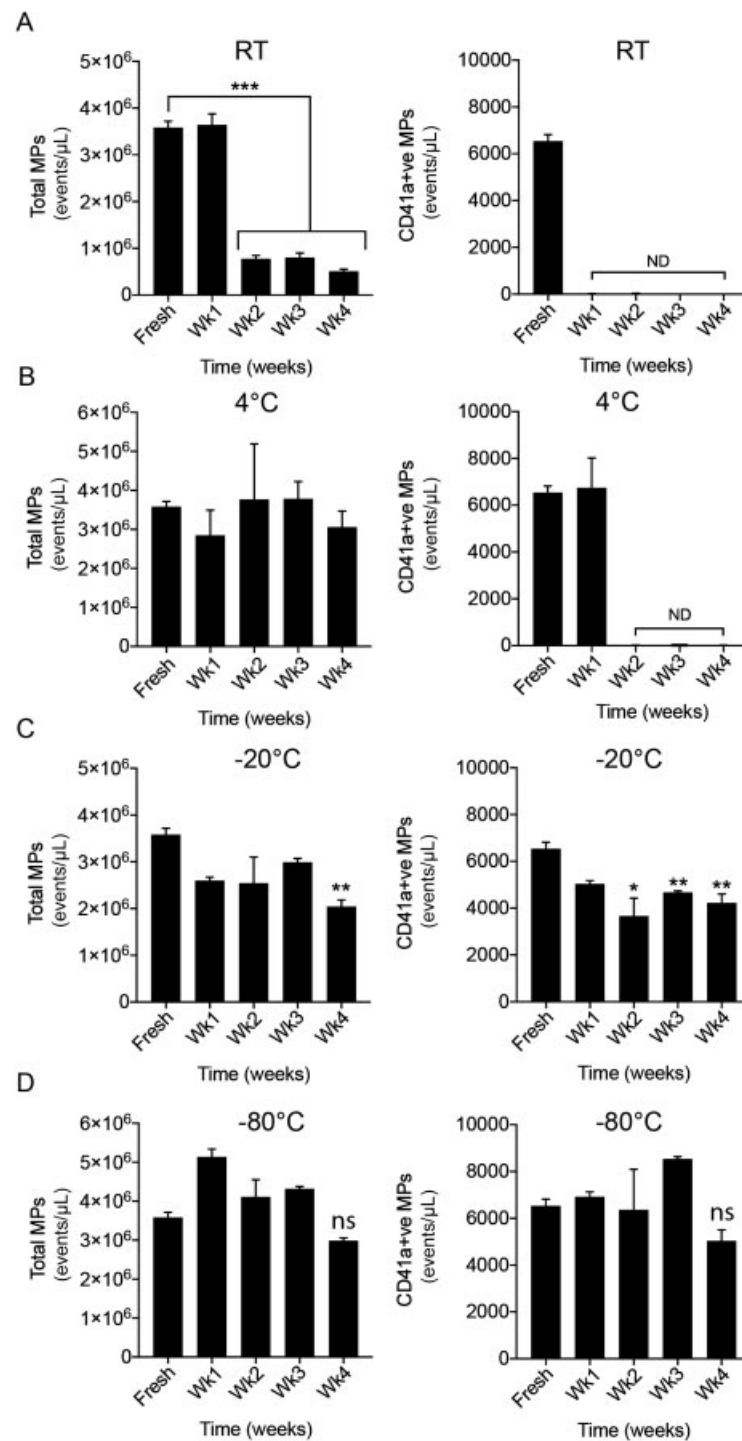 A
RT
RT
Total MPs
(events/µL)
5×10⁶
4×10⁶
3×10⁶
2×10⁶
1×10⁶
0
***
Fresh
Wk1
Wk2
Wk3
Wk4
Time (weeks)
CD41a+ve MPs
(events/µL)
10000
8000
6000
4000
2000
0
ND
Fresh
Wk1
Wk2
Wk3
Wk4
Time (weeks)
B
4°C
4°C
Total MPs
(events/µL)
6×10⁶
5×10⁶
4×10⁶
3×10⁶
2×10⁶
1×10⁶
0
Fresh
Wk1
Wk2
Wk3
Wk4
Time (weeks)
CD41a+ve MPs
(events/µL)
10000
8000
6000
4000
2000
0
ND
Fresh
Wk1
Wk2
Wk3
Wk4
Time (weeks)
C
-20°C
-20°C
Total MPs
(events/µL)
5×10⁶
4×10⁶
3×10⁶
2×10⁶
1×10⁶
0
**
Fresh
Wk1
Wk2
Wk3
Wk4
Time (weeks)
CD41a+ve MPs
(events/µL)
10000
8000
6000
4000
2000
0
*
**
**
Fresh
Wk1
Wk2
Wk3
Wk4
Time (weeks)
D
-80°C
-80°C
Total MPs
(events/µL)
6×10⁶
5×10⁶
4×10⁶
3×10⁶
2×10⁶
1×10⁶
0
ns
Fresh
Wk1
Wk2
Wk3
Wk4
Time (weeks)
CD41a+ve MPs
(events/µL)
10000
8000
6000
4000
2000
0
ns
Fresh
Wk1
Wk2
Wk3
Wk4
Time (weeks)